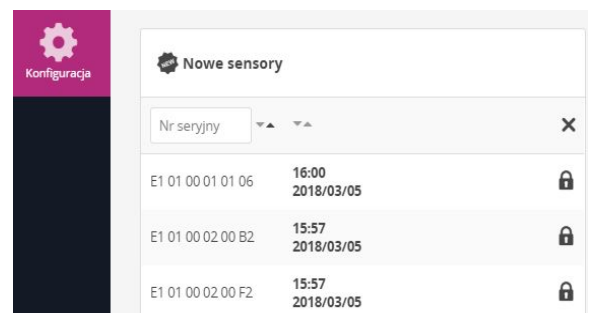 Konfiguracja
NEW Nowe sensory
Nr seryjny
E1 01 00 01 01 06
16:00
2018/03/05
E1 01 00 02 00 B2
15:57
2018/03/05
E1 01 00 02 00 F2
15:57
2018/03/05